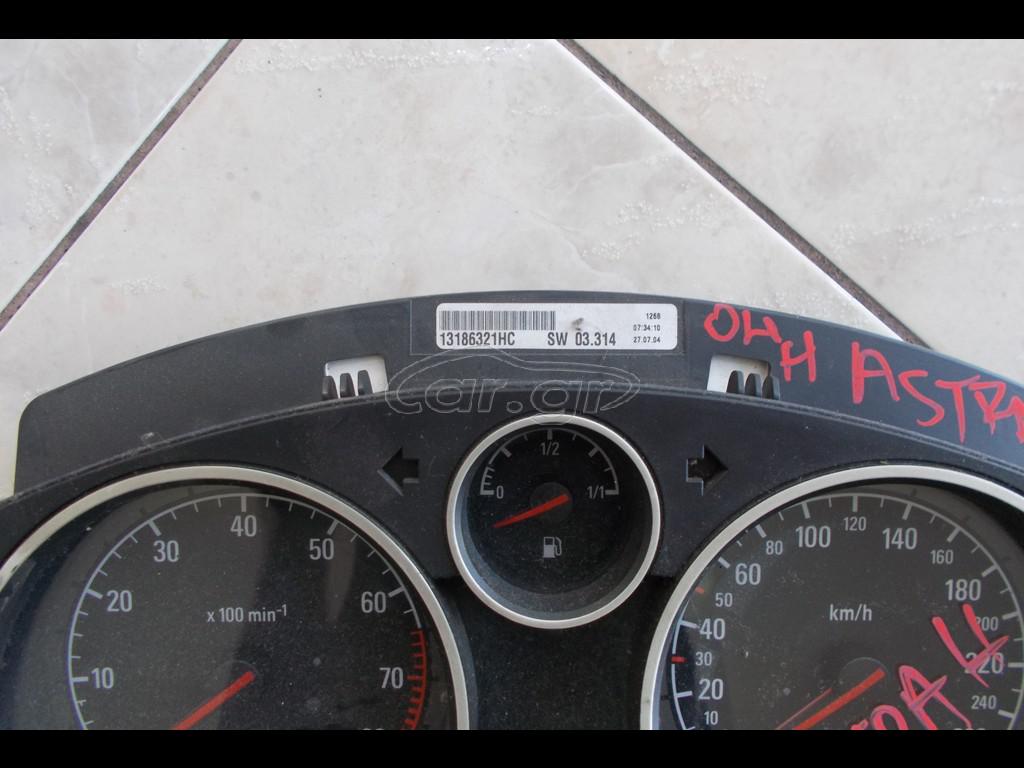 1268
07:34:10
13186321HC SW 03.314 27.07.04
H ASTRA
car.gr
1/2
0 1/1
10 20 30 40 50 60 70
x 100 min-1
10 20 30 40 50 60 80 100 120 140 160 180 200 220 240
km/h